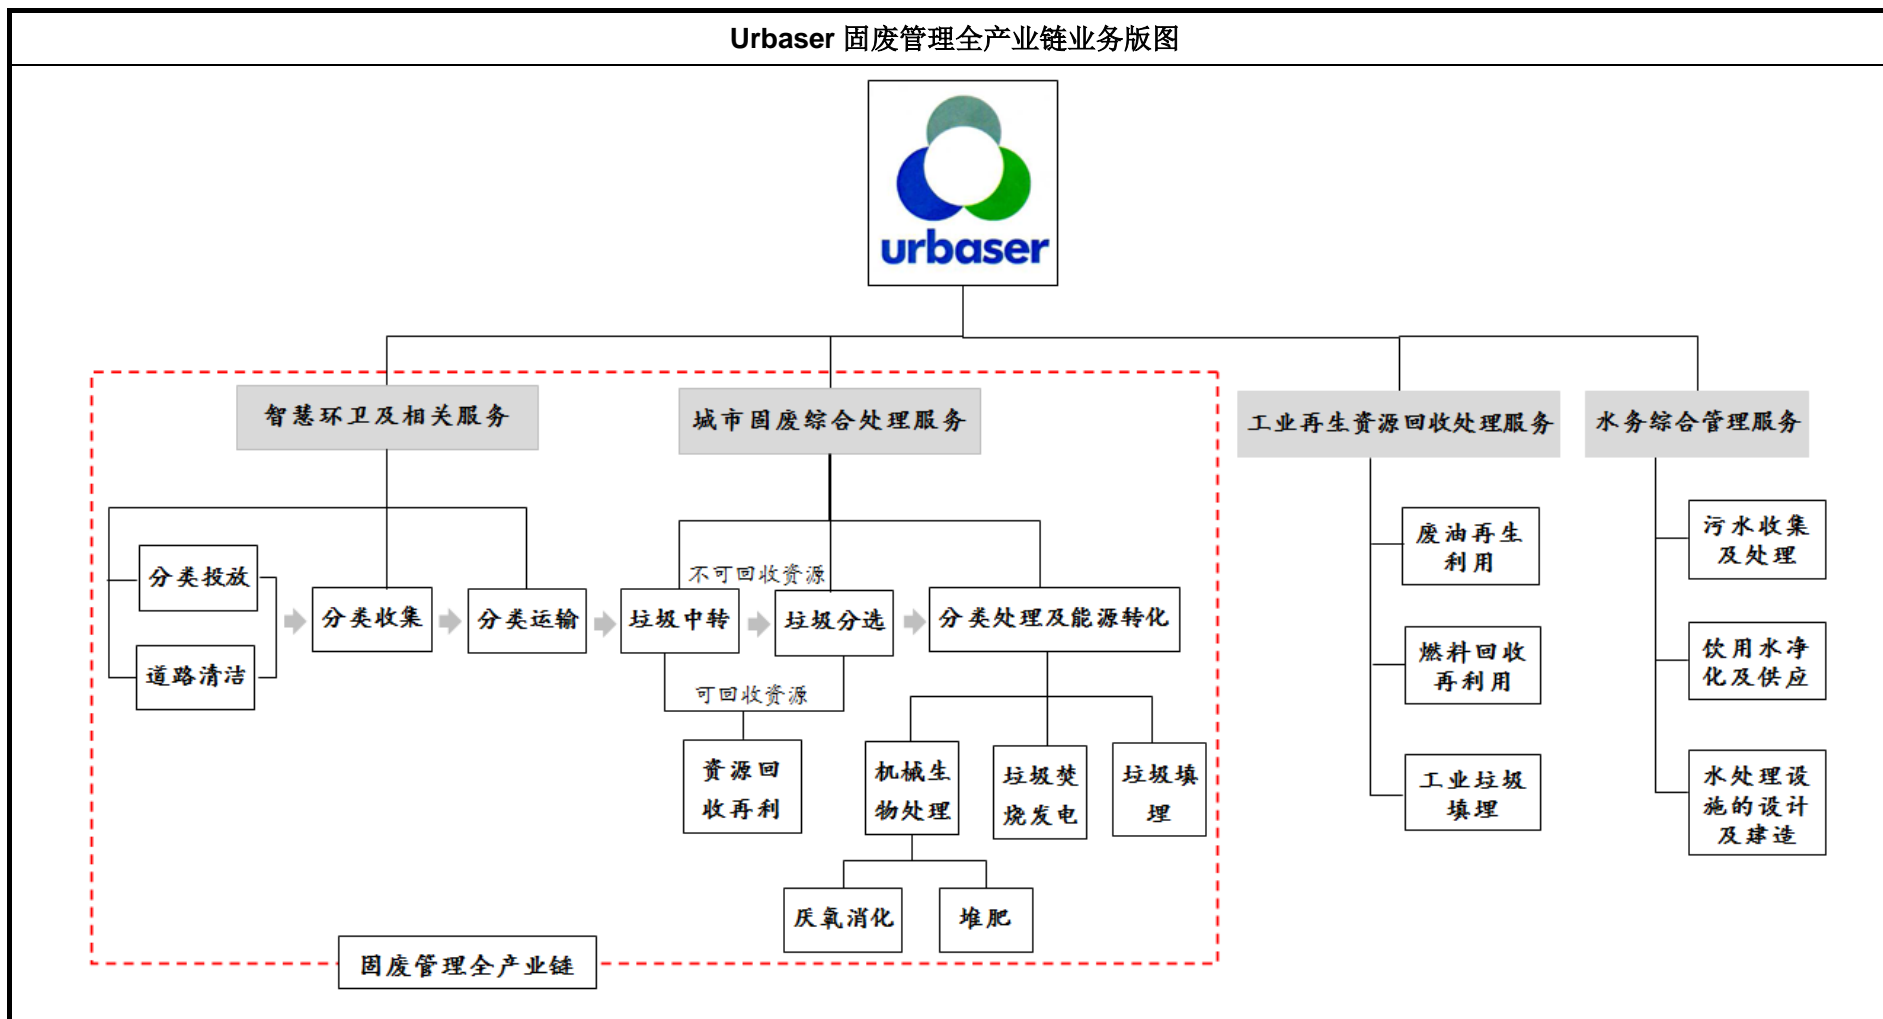 Urbaser 固废管理全产业链业务版图
urbaser
智慧环卫及相关服务
城市固废综合处理服务
工业再生资源回收处理服务
水务综合管理服务
分类投放
道路清洁
分类收集
分类运输
不可回收资源
垃圾中转
垃圾分选
分类处理及能源转化
可回收资源
资源回
收再利
机械生
物处理
垃圾焚
烧发电
垃圾填
埋
厌氧消化
堆肥
固废管理全产业链
废油再生
利用
燃料回收
再利用
工业垃圾
填埋
污水收集
及处理
饮用水净
化及供应
水处理设
施的设计
及建造